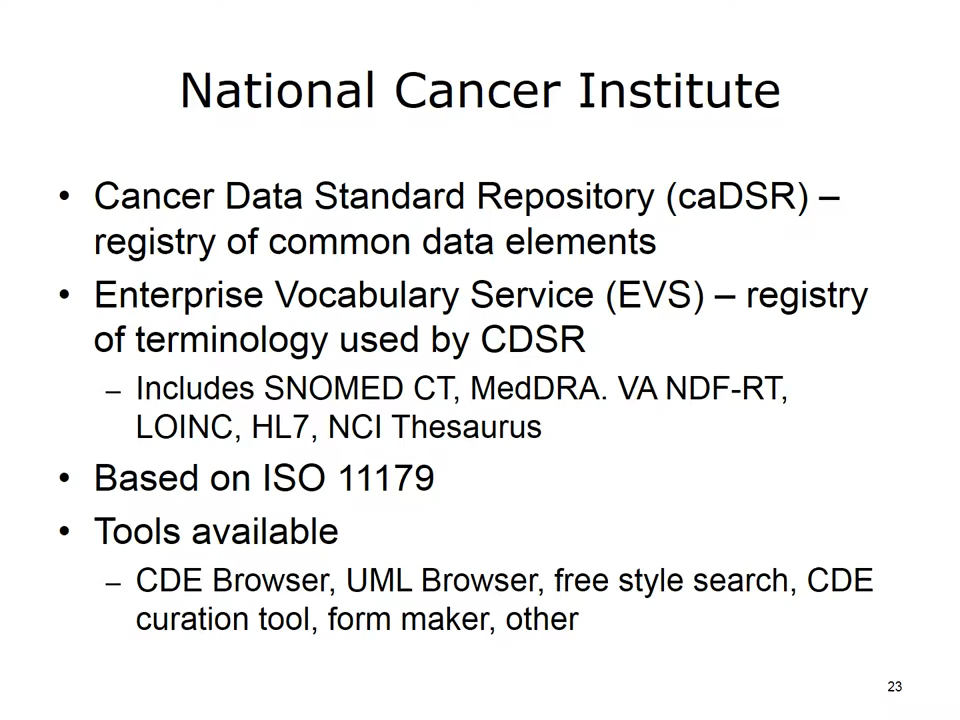 National Cancer Institute
• Cancer Data Standard Repository (caDSR) –
registry of common data elements
• Enterprise Vocabulary Service (EVS) – registry
of terminology used by CDSR
– Includes SNOMED CT, MedDRA. VA NDF-RT,
LOINC, HL7, NCI Thesaurus
• Based on ISO 11179
• Tools available
– CDE Browser, UML Browser, free style search, CDE
curation tool, form maker, other
23